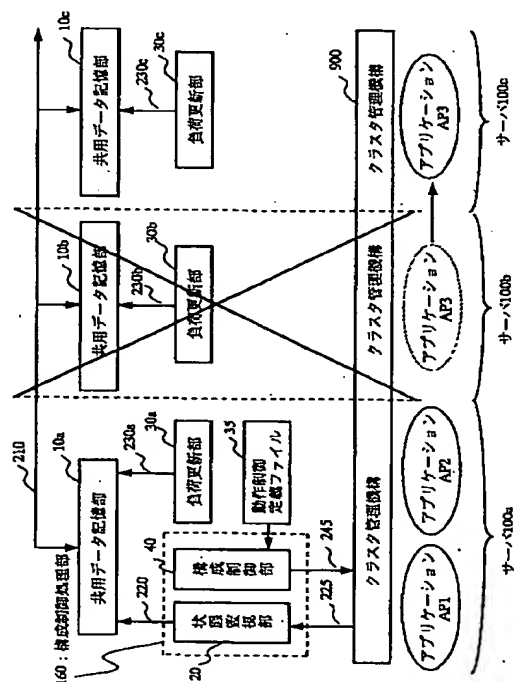 210
10a
共用データ記憶部
230a
30a
負荷更新部
35
動作制御
定義ファイル
160：構成制御処理部
220
40
構成制御部
状態監視部
20
225
245
クラスタ管理機構
アプリケーション
AP1
アプリケーション
AP2
サーバ100a
10b
共用データ記憶部
230b
30b
負荷更新部
クラスタ管理機構
アプリケーション
AP3
サーバ100b
10c
共用データ記憶部
230c
30c
負荷更新部
900
クラスタ管理機構
アプリケーション
AP3
サーバ100c